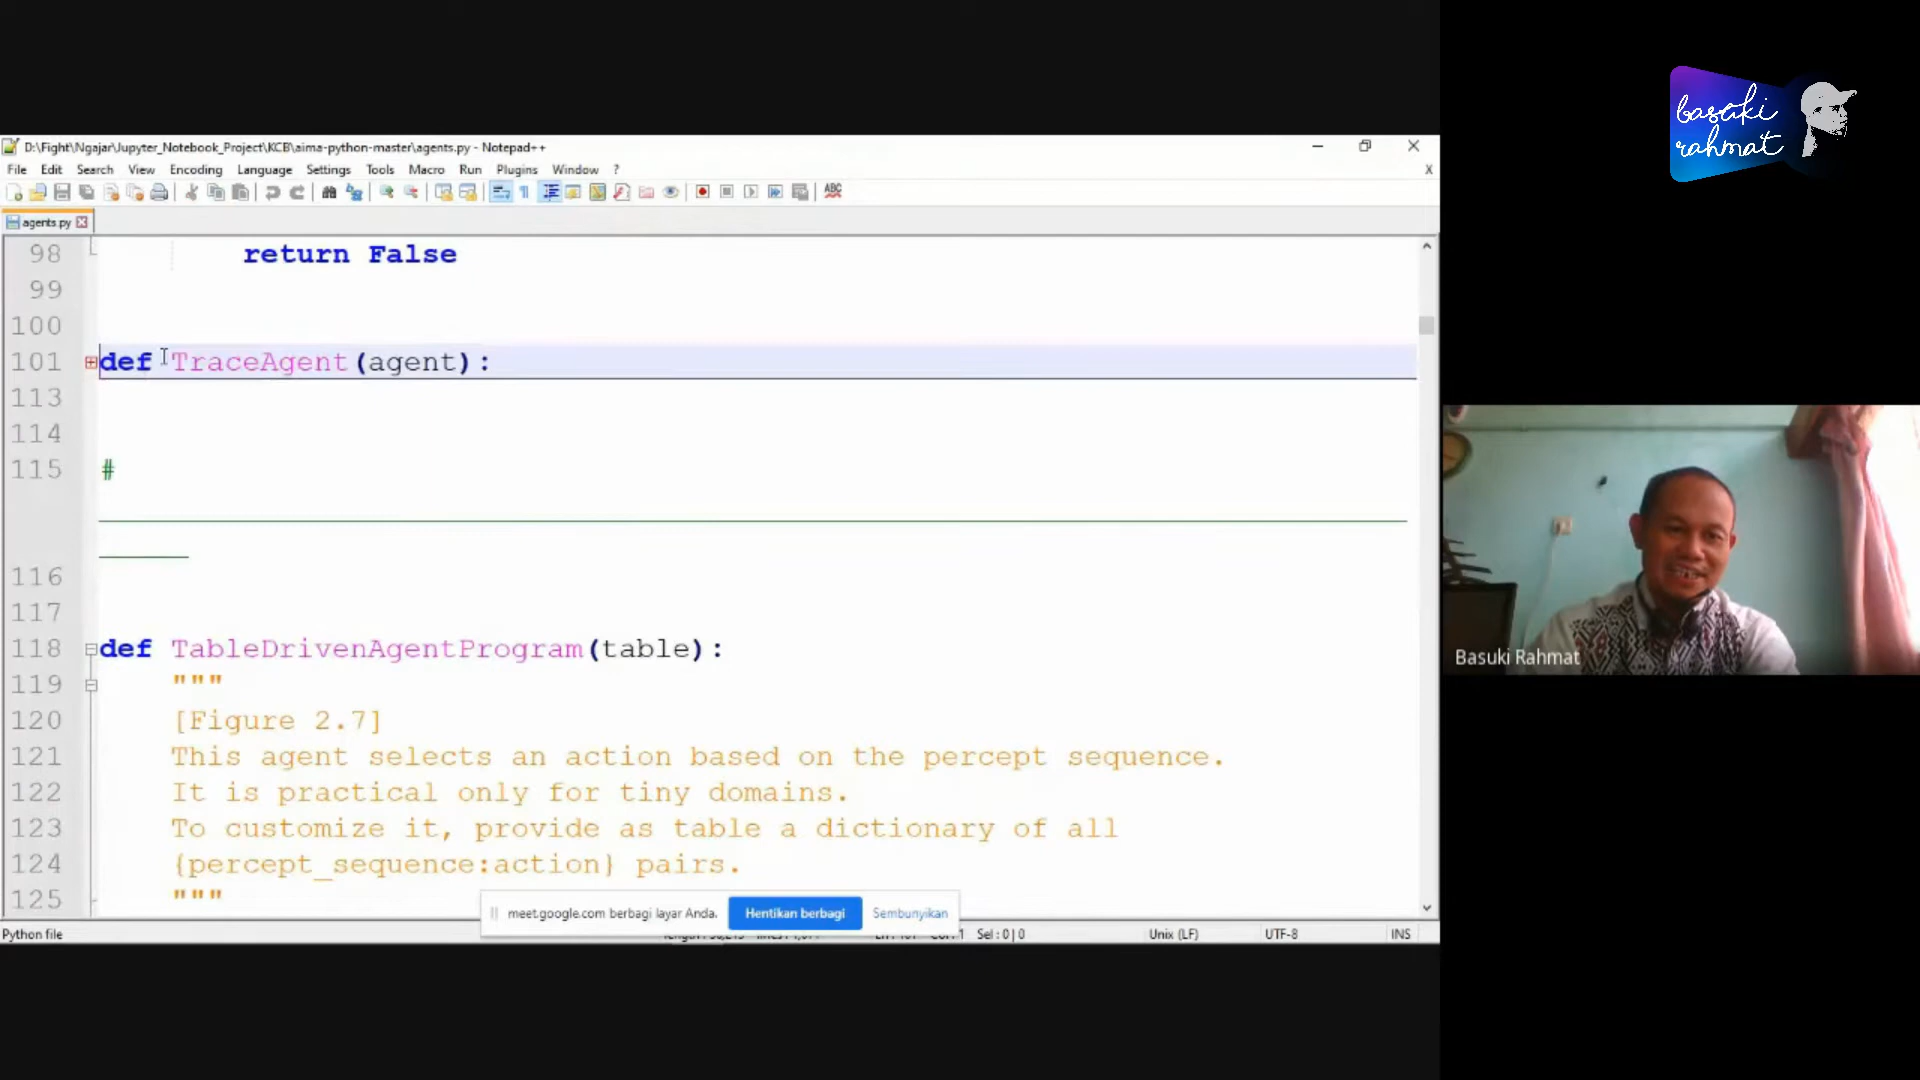 basuki
rahmat
D:\Fight\Ngajar\Jupyter_Notebook_Project\KCB\aima-python-master\agents.py - Notepad++
File Edit Search View Encoding Language Settings Tools Macro Run Plugins Window ?
X
ABC
agents.py
98 return False
99
100
101 def TraceAgent(agent):
113
114
115 #
116
117
118 def TableDrivenAgentProgram(table):
119 """
120 [Figure 2.7]
121 This agent selects an action based on the percept sequence.
122 It is practical only for tiny domains.
123 To customize it, provide as table a dictionary of all
124 {percept_sequence:action} pairs.
125 """
meet.google.com berbagi layar Anda. Hentikan berbagi Sembunyikan
Python file Sel : 0 | 0 Unix (LF) UTF-8 INS
Basuki Rahmat